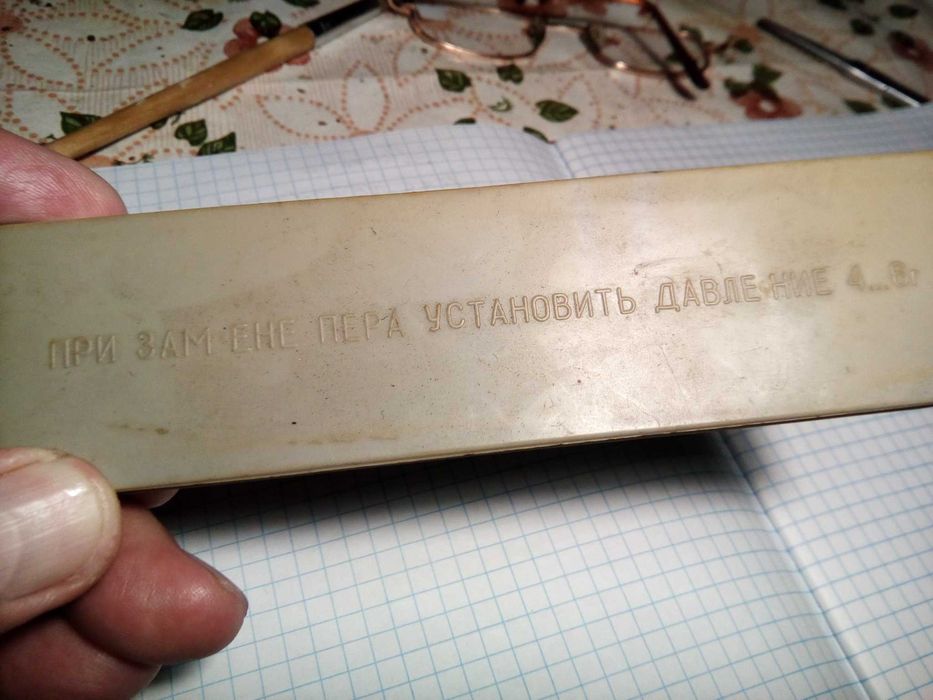 ПРИ ЗАМЕНЕ ПЕРА УСТАНОВИТЬ ДАВЛЕНИЕ 4...6г